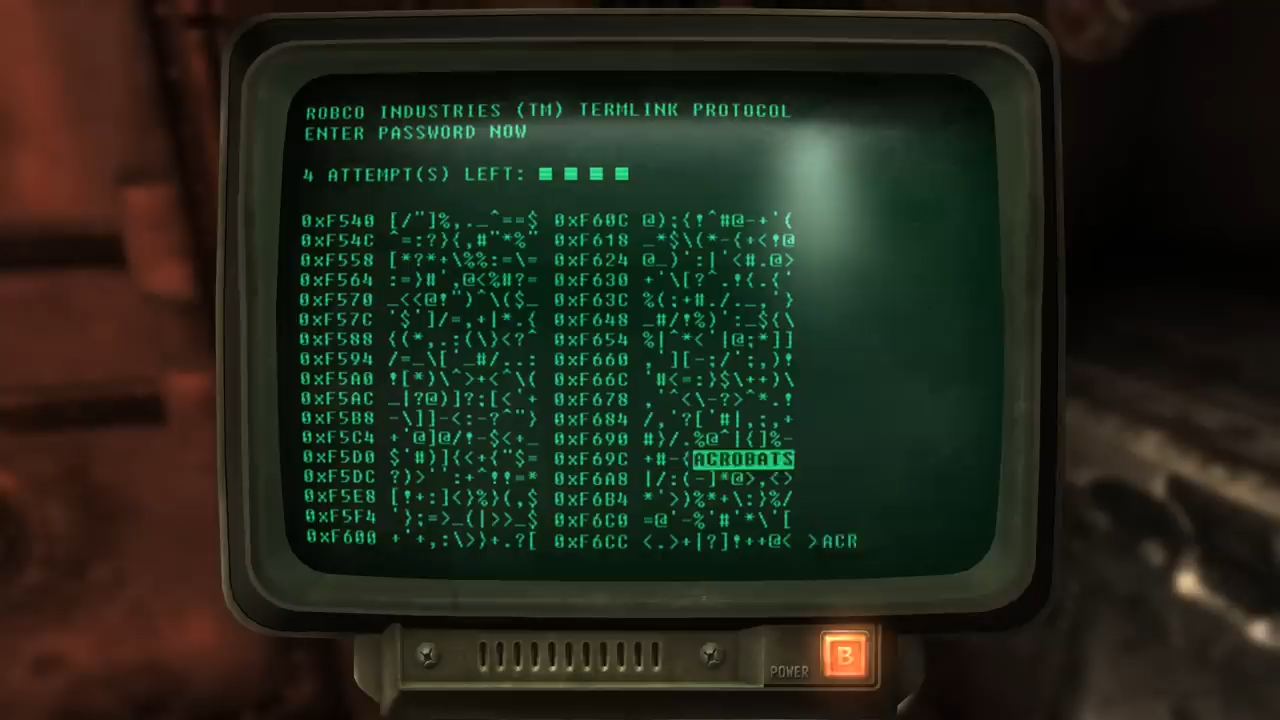 ROBCO INDUSTRIES (TM) TERMLINK PROTOCOL
ENTER PASSWORD NOW
4 ATTEMPT(S) LEFT:
0xF540 [/"]%,._^==$ 0xF60C @);{!^#@-+'(
0xF54C ^=:?}{,#"*%" 0xF618 _*$\(*-{+<!@
0xF558 [*?*+\%%:=\= 0xF624 @_)':|'<#.@>
0xF564 :=}#',@<%#?= 0xF630 +'\[?^.!{.{'
0xF570 _<<@!")^\($_ 0xF63C %(;+#./._,'}
0xF57C '$']/=,+|*.{ 0xF648 _#/!%)':_${\
0xF588 {(*,.:(\}<?^ 0xF654 %|^*<'|@;*]]
0xF594 /=_\['_#/..: 0xF660 ,'][-;/';,)!
0xF5A0 ![*)\^>+<^\( 0xF66C '#<=:}$\++)\
0xF5AC _|?@)]?;[<'+ 0xF678 ,'^<\-?>^*.!
0xF5B8 -\]]-<:-?^"} 0xF684 /,'?['#|,;,+
0xF5C4 +'@]@/!-$<+_ 0xF690 #}/.%@^|{]%-
0xF5D0 $'#)]{<+{"$= 0xF69C +#-{ACROBATS
0xF5DC ?)>'':+^!!=* 0xF6A8 |/:(-]*@>,<>
0xF5E8 [!+:]<}%}(,$ 0xF6B4 *'>)%*+\:}%/
0xF5F4 '};=>_(|>>_$ 0xF6C0 =@'-%'#'*\'[
0xF600 +'+,:\>}+.?[ 0xF6CC <.>+|?]!++@< >ACR
POWER
B